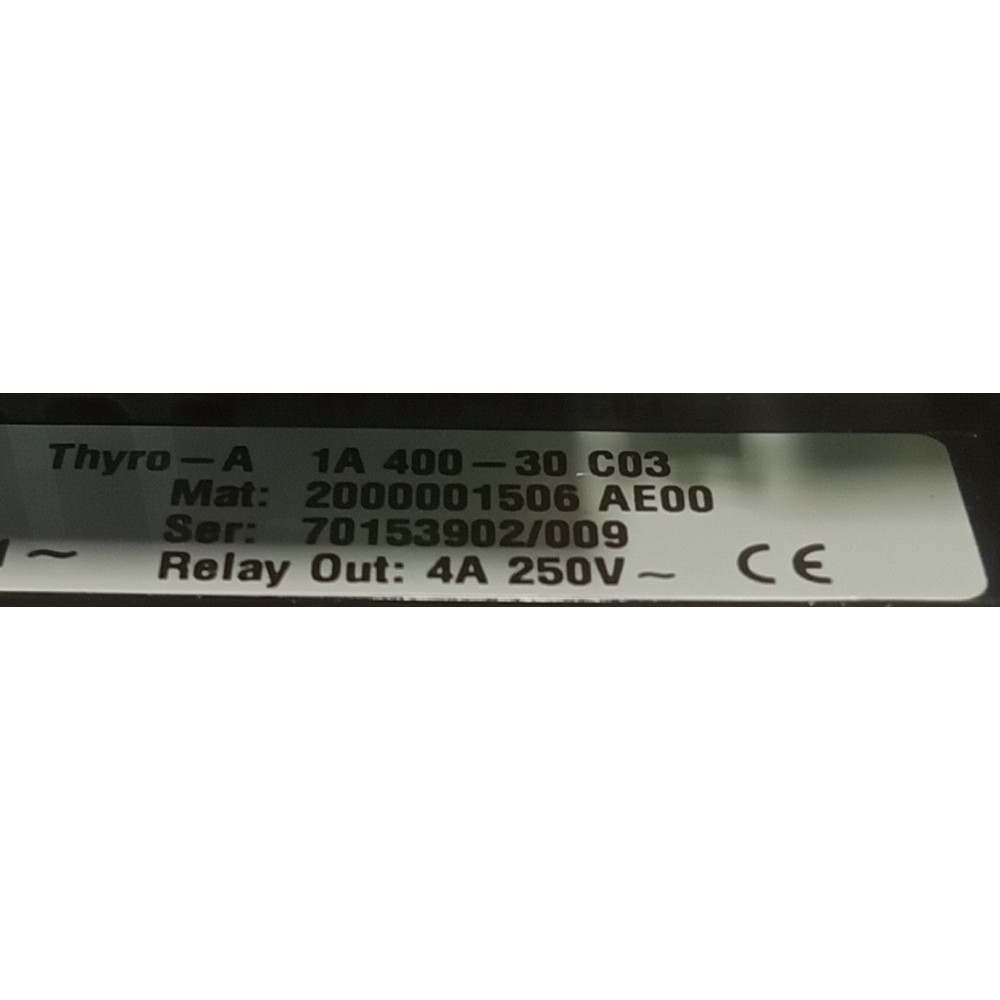 Thyro-A 1A 400-30 C03
Mat: 2000001506 AE00
Ser: 70153902/009
~
Relay Out: 4A 250V~ CE